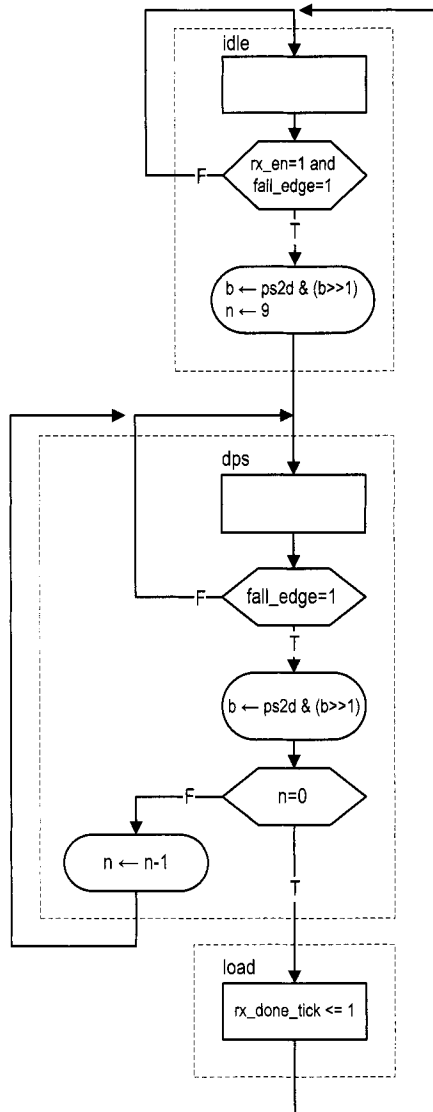 idle
rx_en=1 and
fall_edge=1
F
T
b ← ps2d & (b>>1)
n ← 9
dps
fall_edge=1
F
T
b ← ps2d & (b>>1)
n=0
F
n ← n-1
T
load
rx_done_tick <= 1